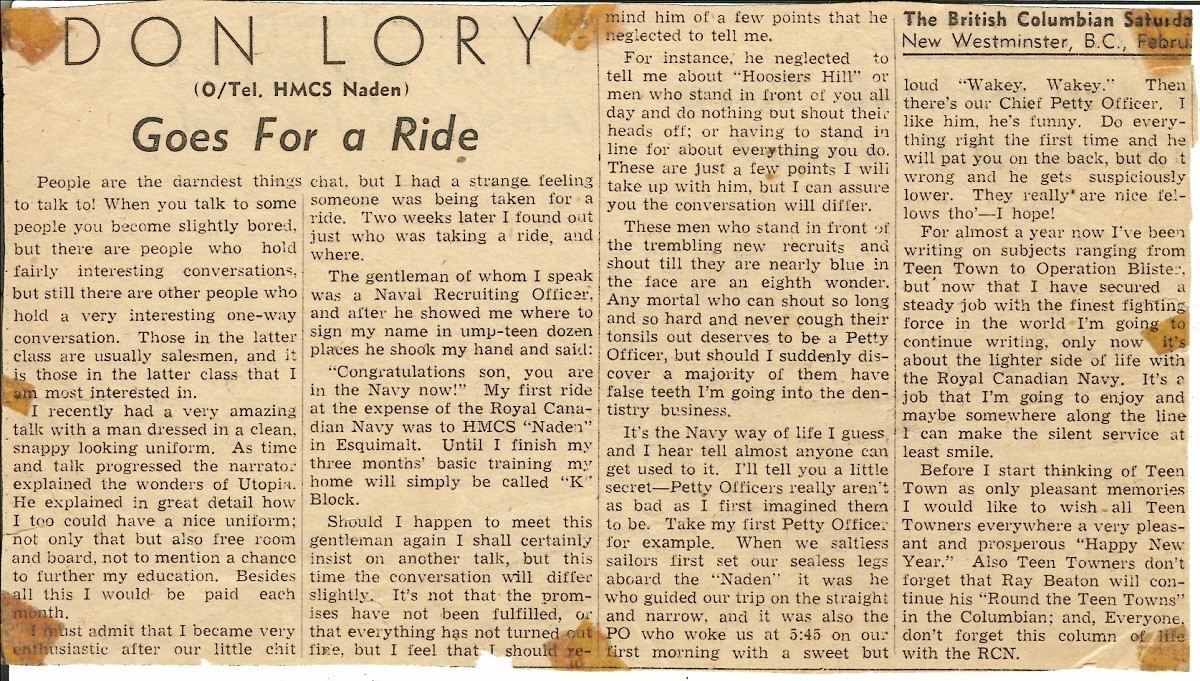 DON LORY
(O/Tel. HMCS Naden)
Goes For a Ride
People are the darndest things
to talk to! When you talk to some
people you become slightly bored,
but there are people who hold
fairly interesting conversations,
but still there are other people who
hold a very interesting one-way
conversation. Those in the latter
class are usually salesmen, and it
is those in the latter class that I
am most interested in.
I recently had a very amazing
talk with a man dressed in a clean,
snappy looking uniform. As time
and talk progressed the narrator
explained the wonders of Utopia.
He explained in great detail how
I too could have a nice uniform;
not only that but also free room
and board, not to mention a chance
to further my education. Besides
all this I would be paid each
month.
I must admit that I became very
enthusiastic after our little chit
chat, but I had a strange feeling
someone was being taken for a
ride. Two weeks later I found out
just who was taking a ride, and
where.
The gentleman of whom I speak
was a Naval Recruiting Officer,
and after he showed me where to
sign my name in ump-teen dozen
places he shook my hand and said:
"Congratulations son, you are
in the Navy now!" My first ride
at the expense of the Royal Cana-
dian Navy was to HMCS "Naden"
in Esquimalt. Until I finish my
three months' basic training my
home will simply be called "K"
Block.
Should I happen to meet this
gentleman again I shall certainly
insist on another talk, but this
time the conversation will differ
slightly. It's not that the prom-
ises have not been fulfilled, or
that everything has not turned out
fine, but I feel that I should re-
mind him of a few points that he
neglected to tell me.
For instance, he neglected to
tell me about "Hoosiers Hill" or
men who stand in front of you all
day and do nothing but shout their
heads off; or having to stand in
line for about everything you do.
These are just a few points I will
take up with him, but I can assure
you the conversation will differ.
These men who stand in front of
the trembling new recruits and
shout till they are nearly blue in
the face are an eighth wonder.
Any mortal who can shout so long
and so hard and never cough their
tonsils out deserves to be a Petty
Officer, but should I suddenly dis-
cover a majority of them have
false teeth I'm going into the den-
tistry business.
It's the Navy way of life I guess
and I hear tell almost anyone can
get used to it. I'll tell you a little
secret—Petty Officers really aren't
as bad as I first imagined them
to be. Take my first Petty Officer
for example. When we saltless
sailors first set our sealess legs
aboard the "Naden" it was he
who guided our trip on the straight
and narrow, and it was also the
PO who woke us at 5:45 on our
first morning with a sweet but
The British Columbian Saturda
New Westminster, B.C., Februa
loud "Wakey, Wakey." Then
there's our Chief Petty Officer. I
like him, he's funny. Do every-
thing right the first time and he
will pat you on the back, but do it
wrong and he gets suspiciously
lower. They really are nice fel-
lows tho'—I hope!
For almost a year now I've been
writing on subjects ranging from
Teen Town to Operation Blister,
but now that I have secured a
steady job with the finest fighting
force in the world I'm going to
continue writing, only now it's
about the lighter side of life with
the Royal Canadian Navy. It's a
job that I'm going to enjoy and
maybe somewhere along the line
I can make the silent service at
least smile.
Before I start thinking of Teen
Town as only pleasant memories
I would like to wish all Teen
Towners everywhere a very pleas-
ant and prosperous "Happy New
Year." Also Teen Towners don't
forget that Ray Beaton will con-
tinue his "Round the Teen Towns"
in the Columbian; and, Everyone,
don't forget this column of life
with the RCN.